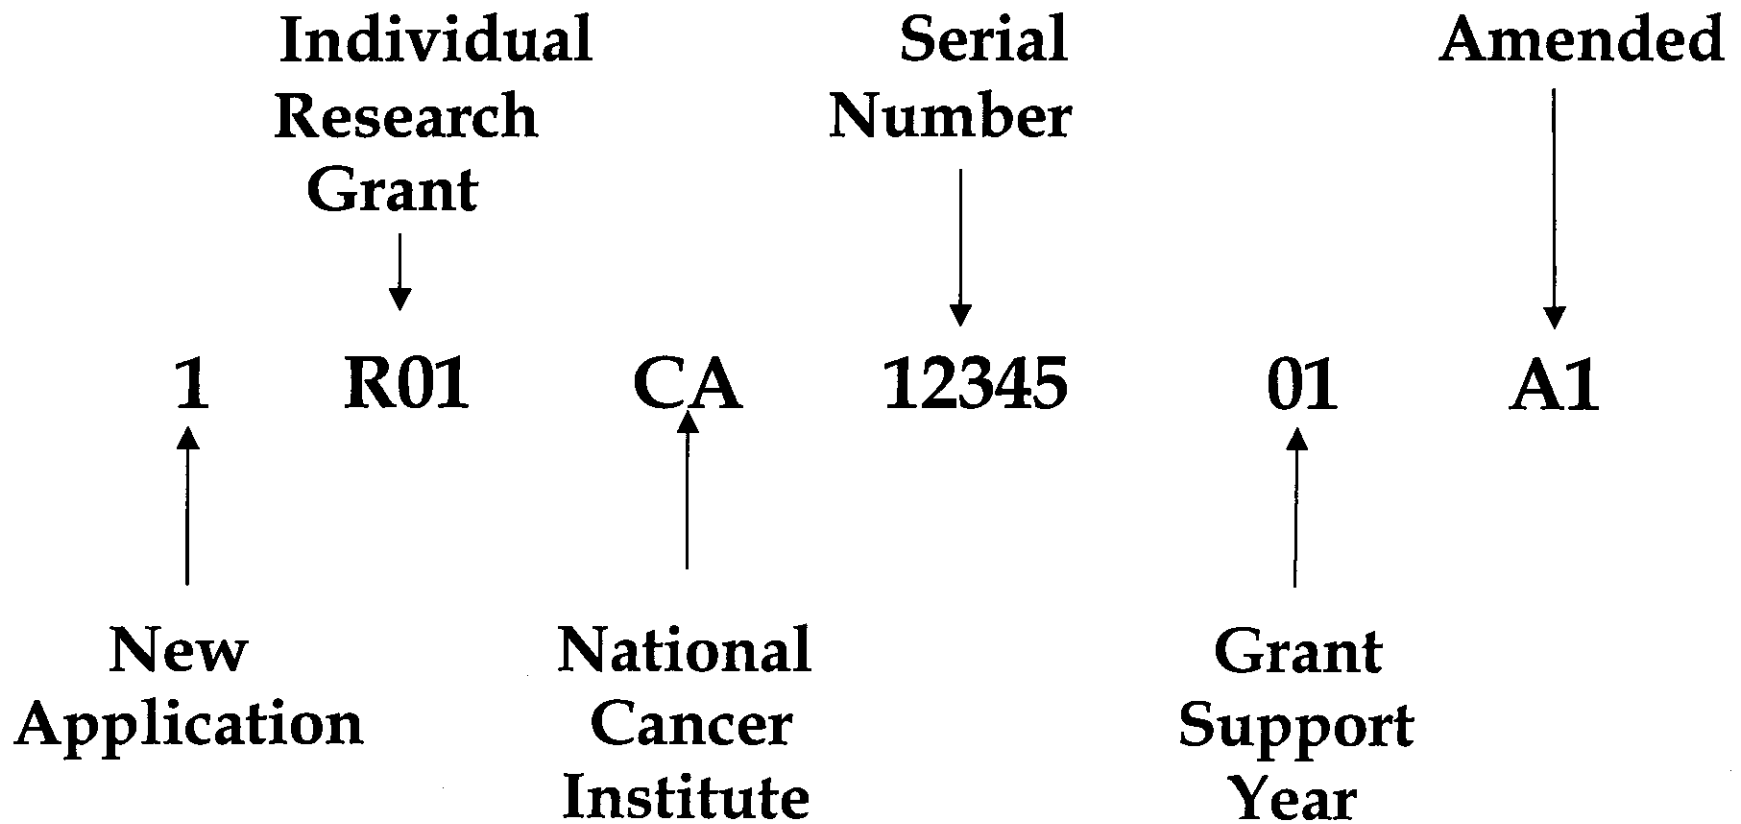 Individual
Research
Grant
Serial
Number
Amended
1 R01 CA 12345 01 A1
New
Application
National
Cancer
Institute
Grant
Support
Year